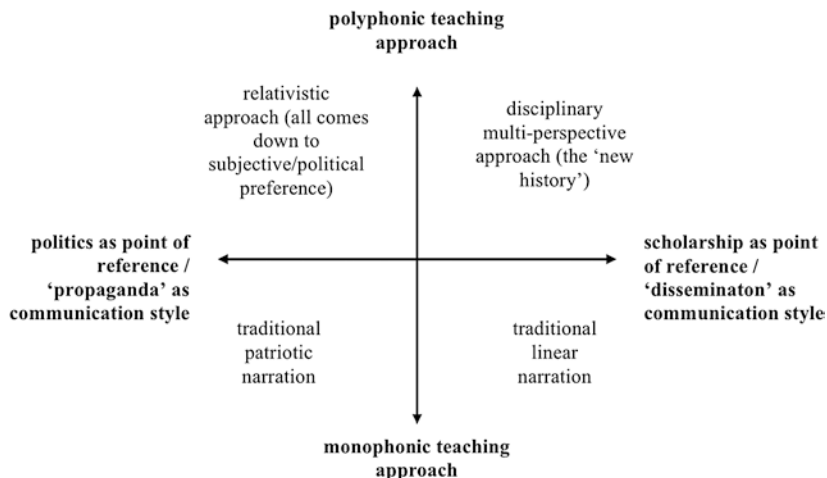 polyphonic teaching
approach
relativistic
approach (all comes
down to
subjective/political
preference)
disciplinary
multi-perspective
approach (the ‘new
history’)
politics as point of
reference /
‘propaganda’ as
communication style
scholarship as point
of reference /
‘disseminaton’ as
communication style
traditional
patriotic
narration
traditional
linear
narration
monophonic teaching
approach